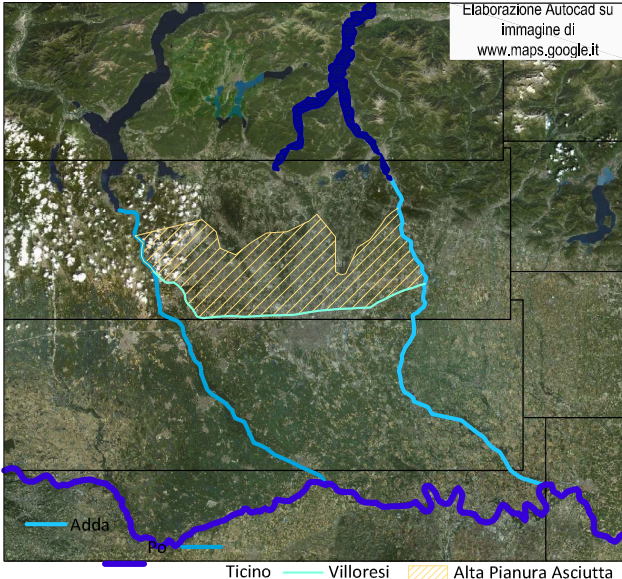 Elaborazione Autocad su
immagine di
www.maps.google.it
Adda
Po
Ticino
Villoresi
Alta Pianura Asciutta